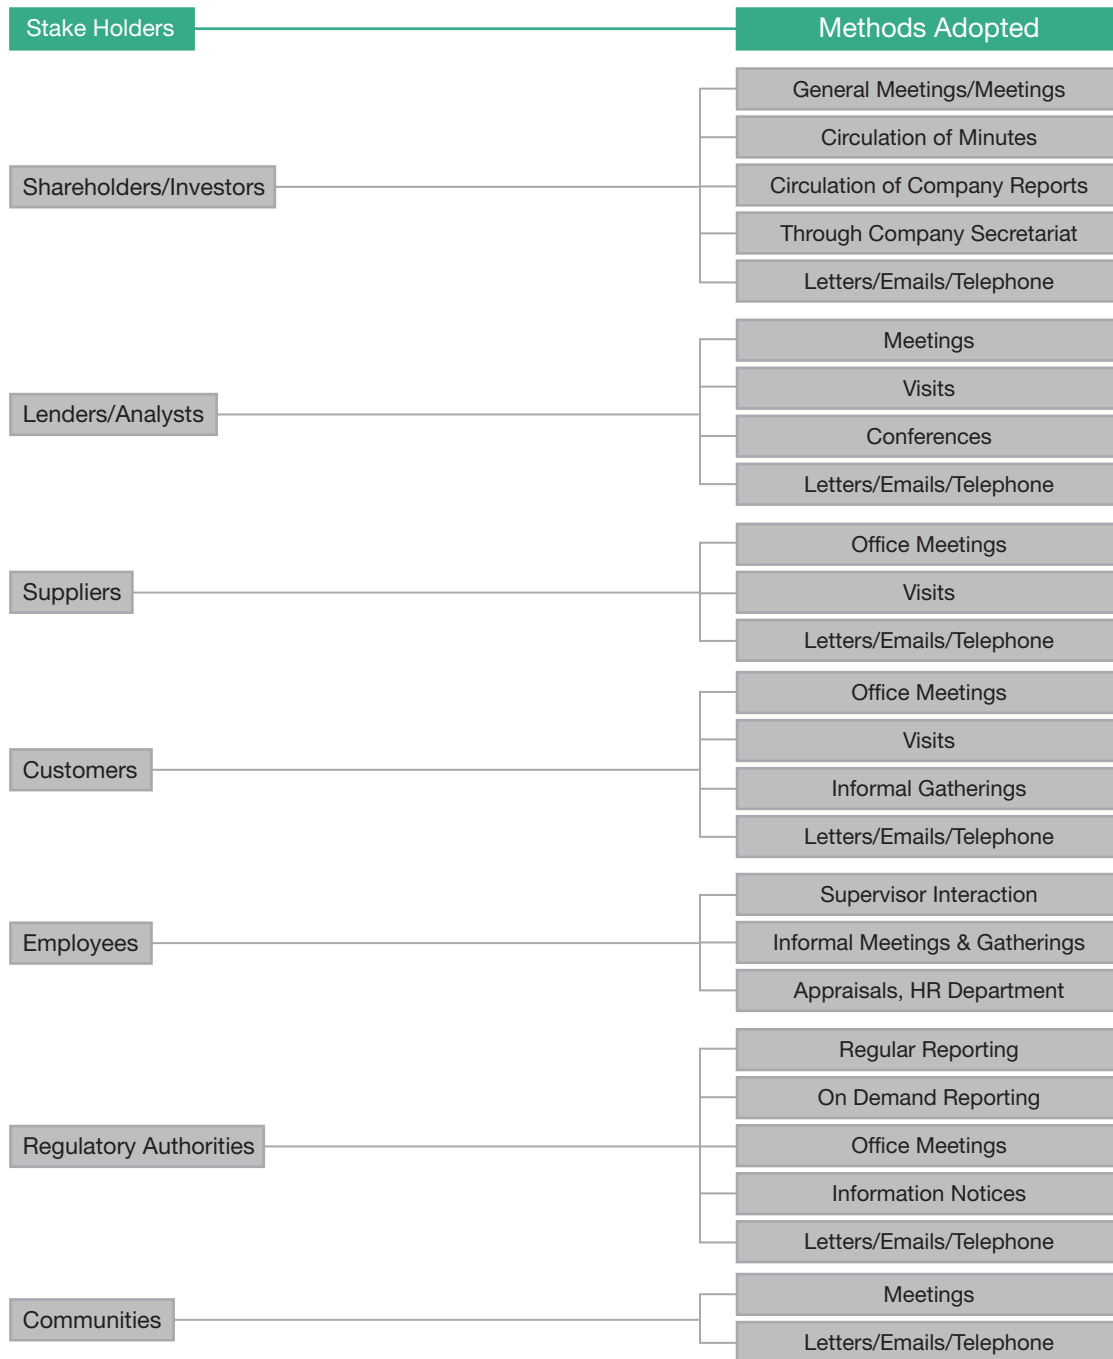 Stake Holders
Methods Adopted
Shareholders/Investors
General Meetings/Meetings
Circulation of Minutes
Circulation of Company Reports
Through Company Secretariat
Letters/Emails/Telephone
Lenders/Analysts
Meetings
Visits
Conferences
Letters/Emails/Telephone
Suppliers
Office Meetings
Visits
Letters/Emails/Telephone
Customers
Office Meetings
Visits
Informal Gatherings
Letters/Emails/Telephone
Employees
Supervisor Interaction
Informal Meetings & Gatherings
Appraisals, HR Department
Regulatory Authorities
Regular Reporting
On Demand Reporting
Office Meetings
Information Notices
Letters/Emails/Telephone
Communities
Meetings
Letters/Emails/Telephone